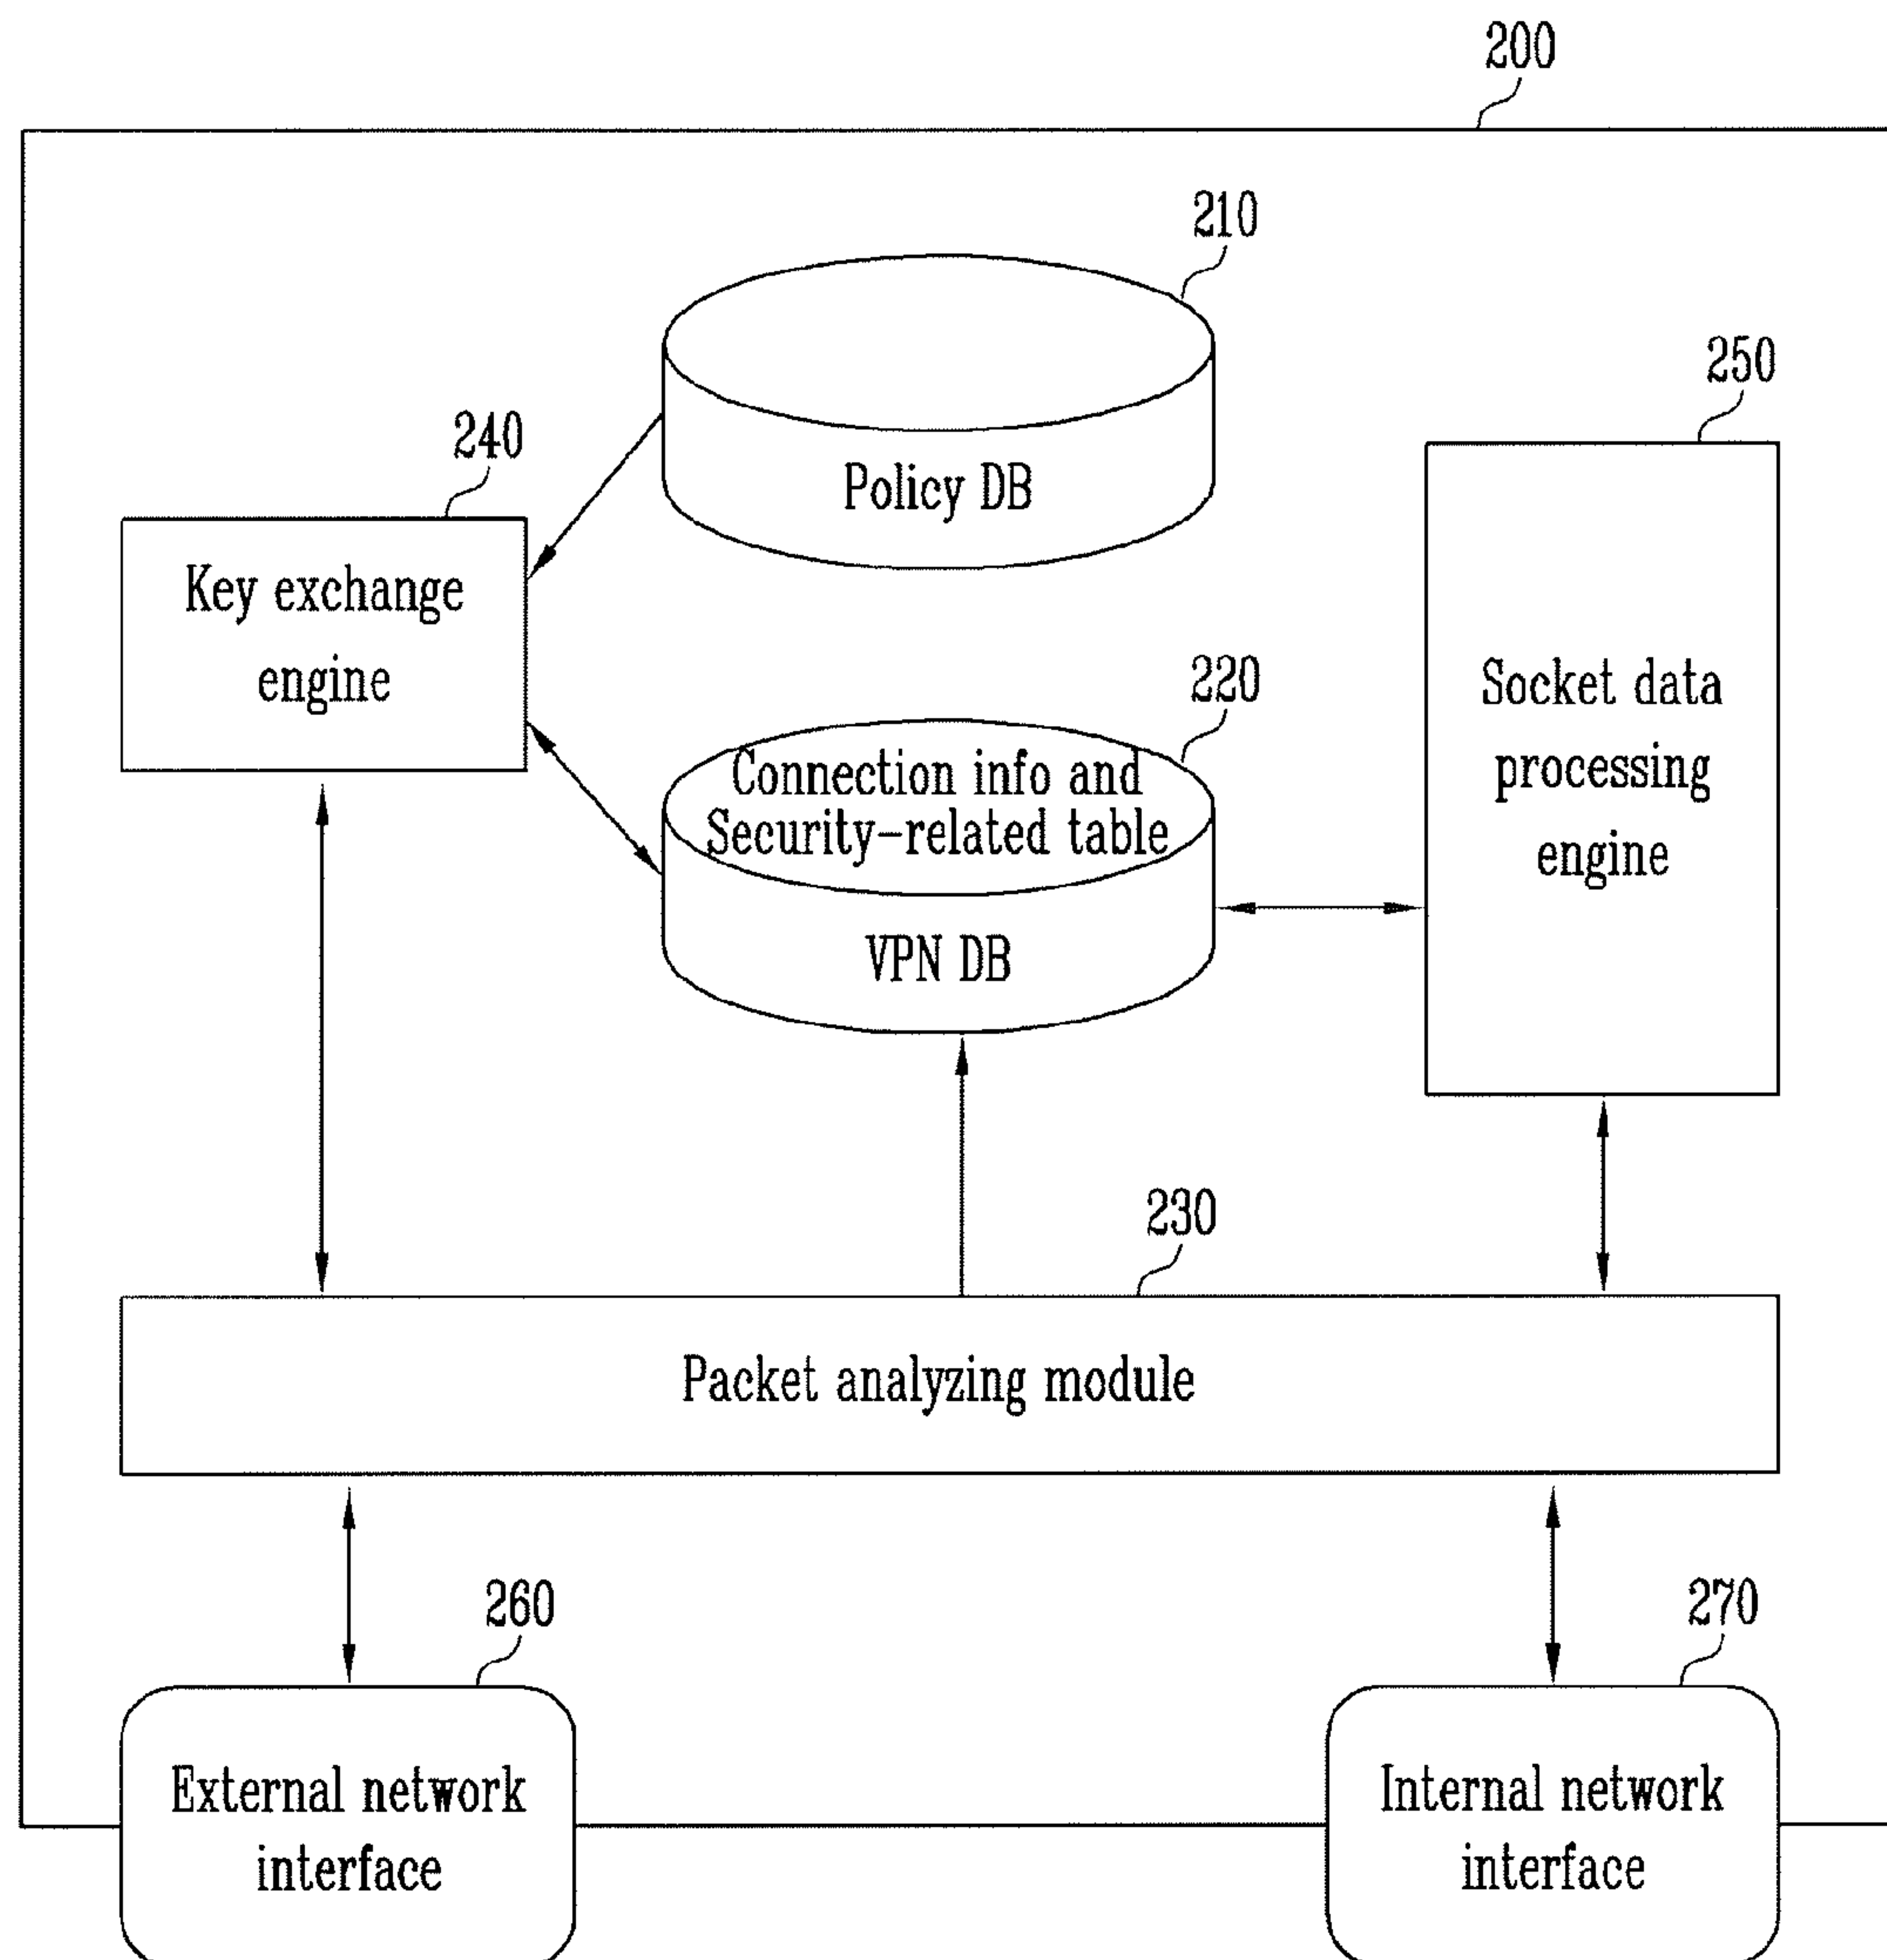 200
210
Policy DB
240
Key exchange
engine
250
Socket data
processing
engine
220
Connection info and
Security-related table
VPN DB
230
Packet analyzing module
260
External network
interface
270
Internal network
interface